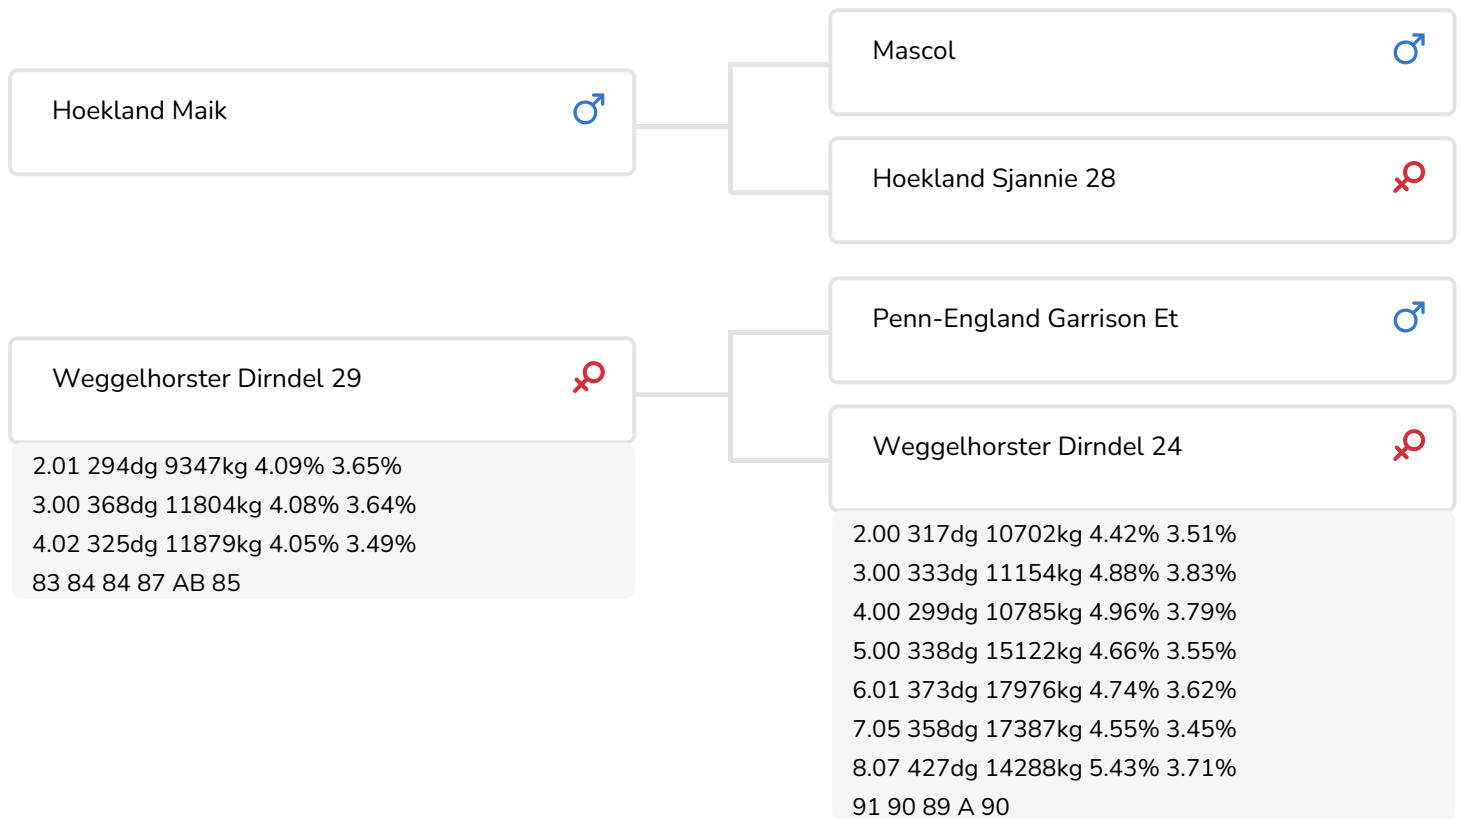 Hoekland Maik
Mascol
Hoekland Sjannie 28
Weggelhorster Dirndel 29
2.01 294dg 9347kg 4.09% 3.65%
3.00 368dg 11804kg 4.08% 3.64%
4.02 325dg 11879kg 4.05% 3.49%
83 84 84 87 AB 85
Penn-England Garrison Et
Weggelhorster Dirndel 24
2.00 317dg 10702kg 4.42% 3.51%
3.00 333dg 11154kg 4.88% 3.83%
4.00 299dg 10785kg 4.96% 3.79%
5.00 338dg 15122kg 4.66% 3.55%
6.01 373dg 17976kg 4.74% 3.62%
7.05 358dg 17387kg 4.55% 3.45%
8.07 427dg 14288kg 5.43% 3.71%
91 90 89 A 90